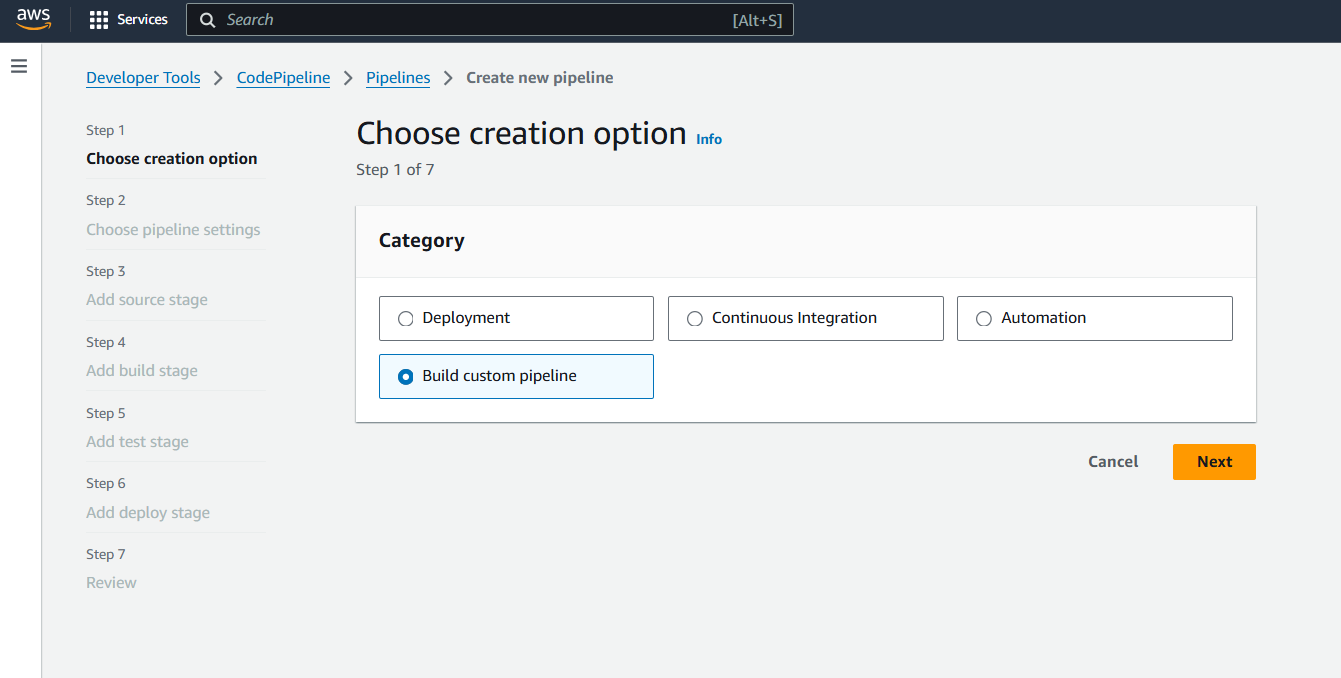 aws Services Search [Alt+S]
Developer Tools CodePipeline Pipelines Create new pipeline
Step 1
Choose creation option
Step 2
Choose pipeline settings
Step 3
Add source stage
Step 4
Add build stage
Step 5
Add test stage
Step 6
Add deploy stage
Step 7
Review
Choose creation option Info
Step 1 of 7
Category
Deployment Continuous Integration Automation
Build custom pipeline
Cancel Next